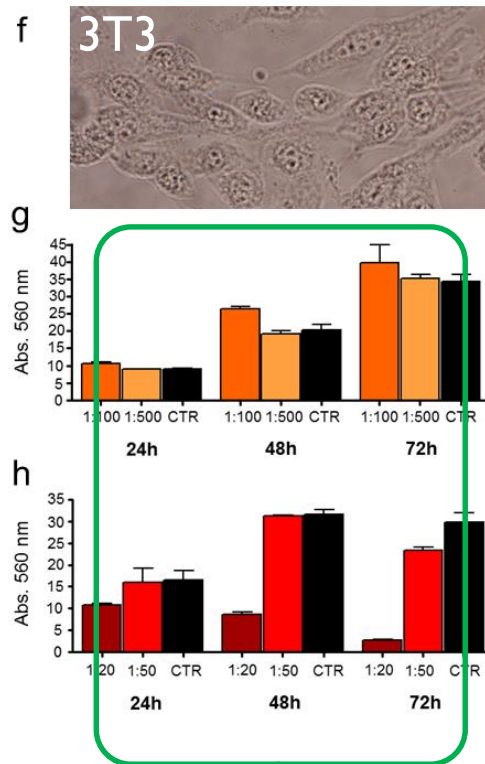 f
3T3
g
Abs. 560 nm
45
40
35
30
25
20
15
10
5
0
1:100 1:500 CTR 1:100 1:500 CTR 1:100 1:500 CTR
24h 48h 72h
h
Abs. 560 nm
35
30
25
20
15
10
5
0
1:20 1:50 CTR 1:20 1:50 CTR 1:20 1:50 CTR
24h 48h 72h